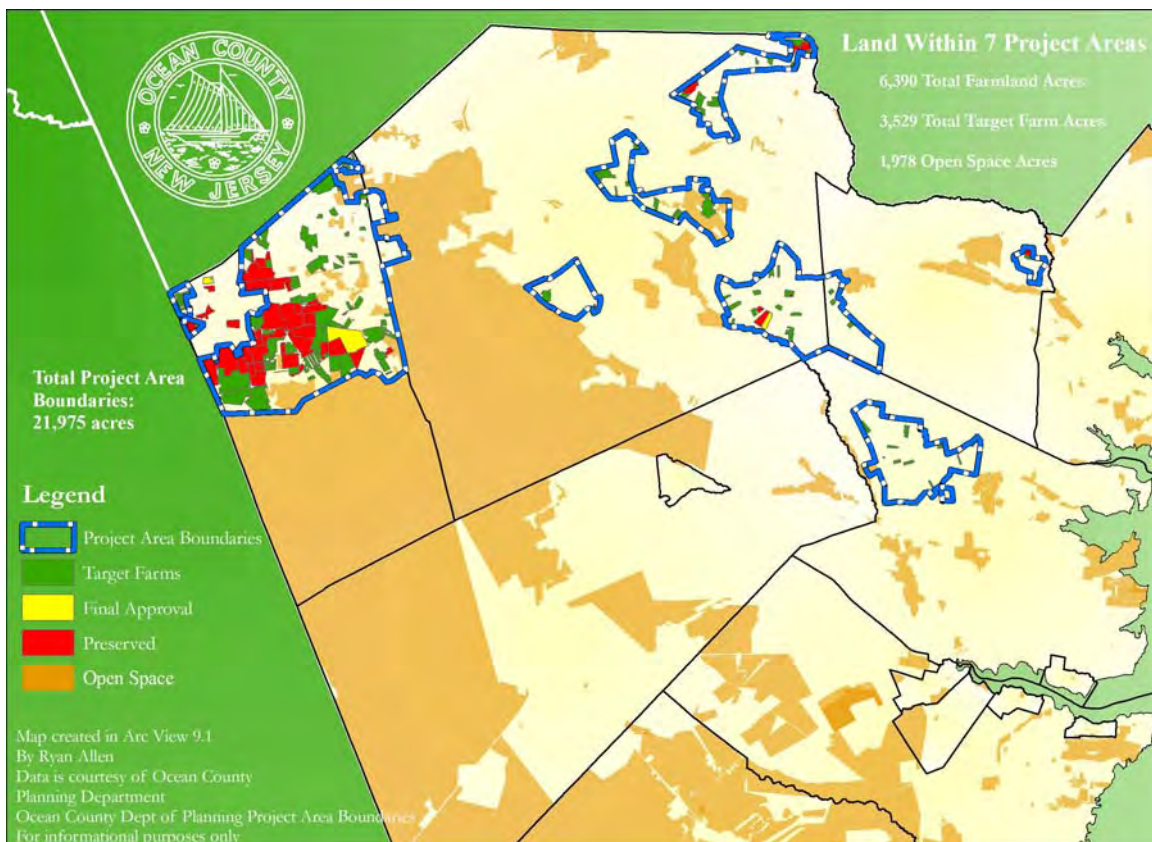 OCEAN COUNTY
NEW JERSEY
Land Within 7 Project Areas
6,390 Total Farmland Acres
3,529 Total Target Farm Acres
1,978 Open Space Acres
Total Project Area
Boundaries:
21,975 acres
Legend
Project Area Boundaries
Target Farms
Final Approval
Preserved
Open Space
Map created in Arc View 9.1
By Ryan Allen
Data is courtesy of Ocean County
Planning Department
Ocean County Dept of Planning Project Area Boundaries
For informational purposes only